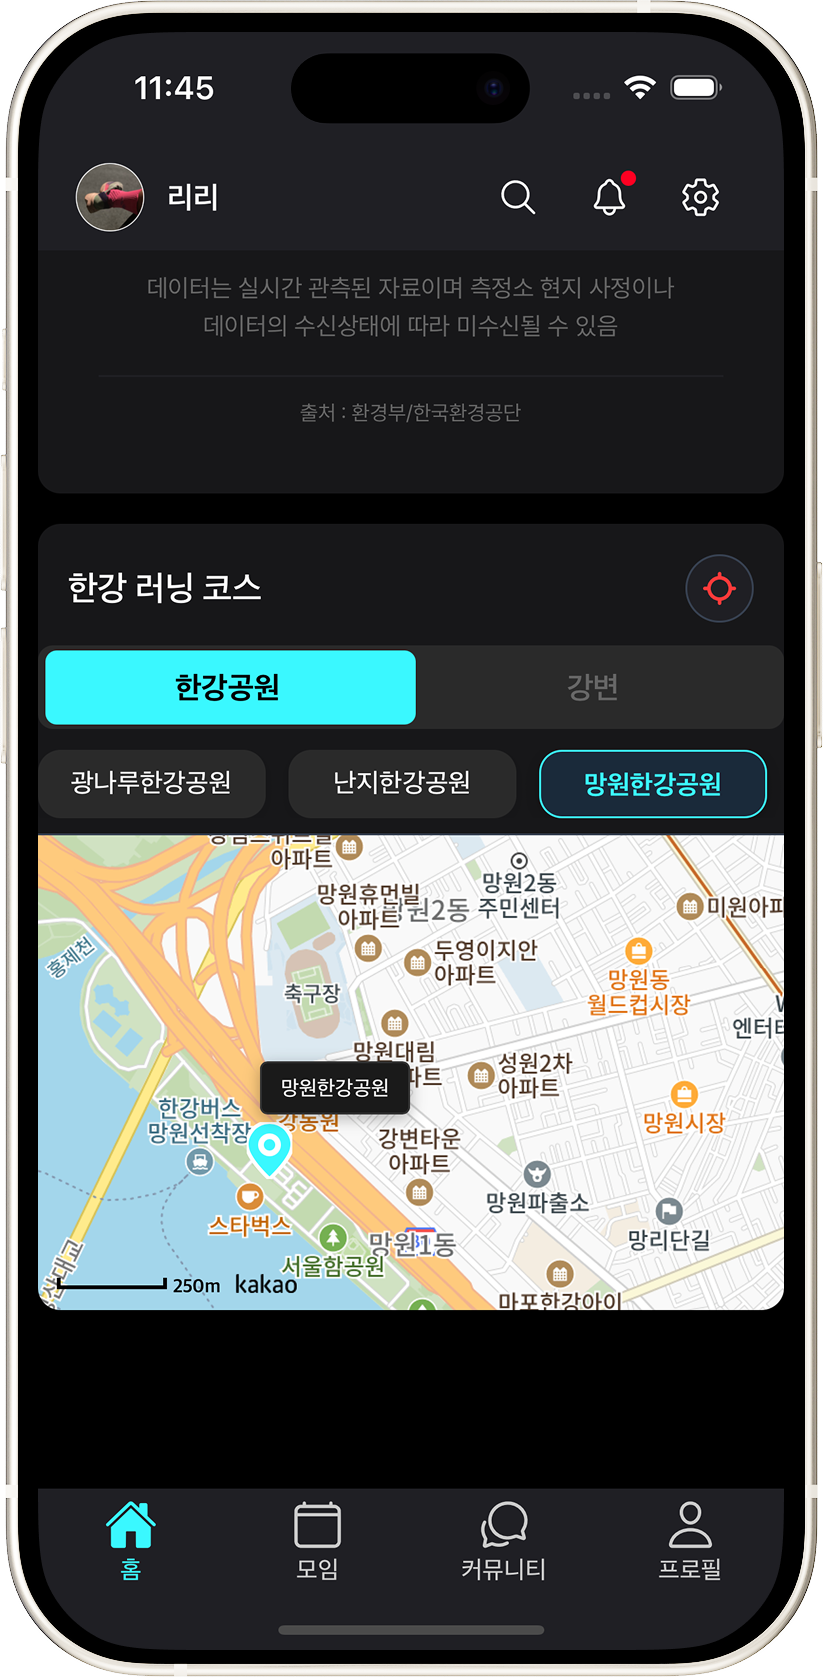 11:45
리리
데이터는 실시간 관측된 자료이며 측정소 현지 사정이나
데이터의 수신상태에 따라 미수신될 수 있음
출처 : 환경부/한국환경공단
한강 러닝 코스
한강공원
강변
광나루한강공원
난지한강공원
망원한강공원
아파트
망원2동
주민센터
망원휴먼빌
아파트
망원2동
미원아파
두영이지안
아파트
홍제천
축구장
망원동
월드컵시장
엔터테
망원대림
성원2차
아파트
망원한강공원
망원시장
한강버스
망원선착장
강변타운
아파트
망원파출소
스타벅스
망리단길
망원1동
서울함공원
250m
kakao
마포한강아이
홈
모임
커뮤니티
프로필